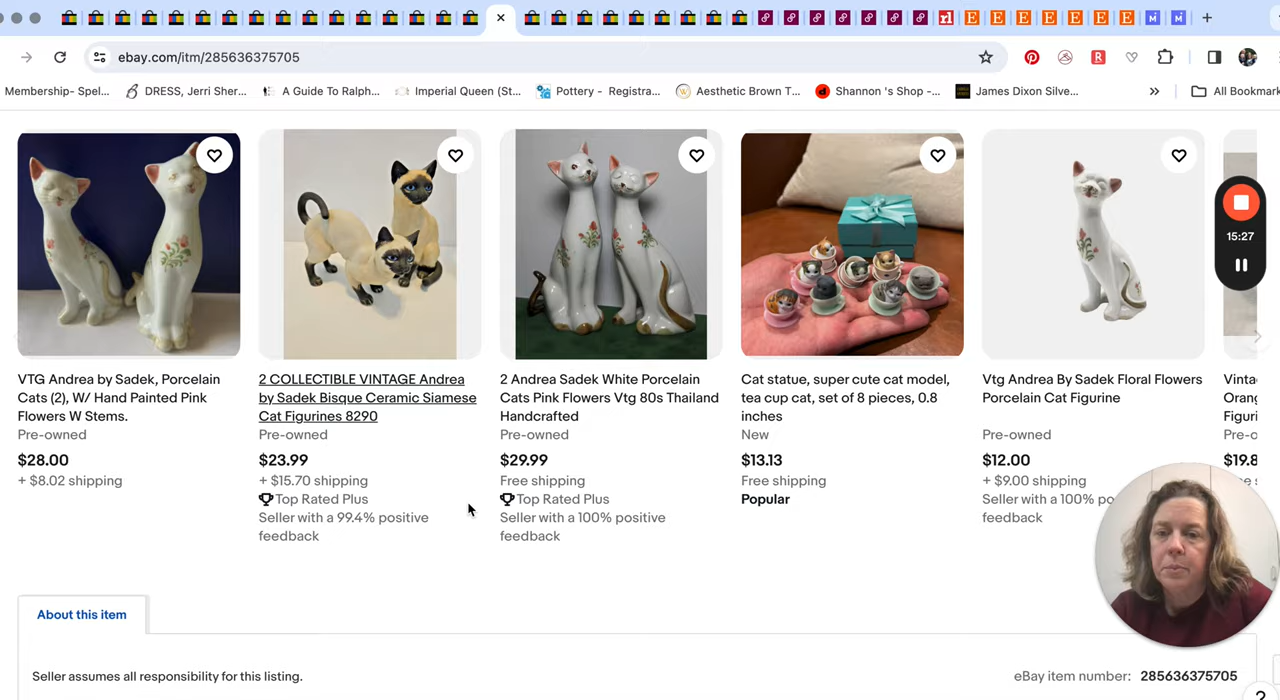 ebay.com/itm/285636375705
Membership- Spel...
DRESS, Jerri Sher...
A Guide To Ralph...
Imperial Queen (St...
Pottery - Registra...
Aesthetic Brown T...
Shannon 's Shop -...
James Dixon Silve...
All Bookmark
15:27
VTG Andrea by Sadek, Porcelain
Cats (2), W/ Hand Painted Pink
Flowers W Stems.
Pre-owned
$28.00
+ $8.02 shipping
2 COLLECTIBLE VINTAGE Andrea
by Sadek Bisque Ceramic Siamese
Cat Figurines 8290
Pre-owned
$23.99
+ $15.70 shipping
Top Rated Plus
Seller with a 99.4% positive
feedback
2 Andrea Sadek White Porcelain
Cats Pink Flowers Vtg 80s Thailand
Handcrafted
Pre-owned
$29.99
Free shipping
Top Rated Plus
Seller with a 100% positive
feedback
Cat statue, super cute cat model,
tea cup cat, set of 8 pieces, 0.8
inches
New
$13.13
Free shipping
Popular
Vtg Andrea By Sadek Floral Flowers
Porcelain Cat Figurine
Pre-owned
$12.00
+ $9.00 shipping
Seller with a 100% po
feedback
Vinta
Orang
Figuri
Pre-o
$19.8
About this item
Seller assumes all responsibility for this listing.
eBay item number: 285636375705